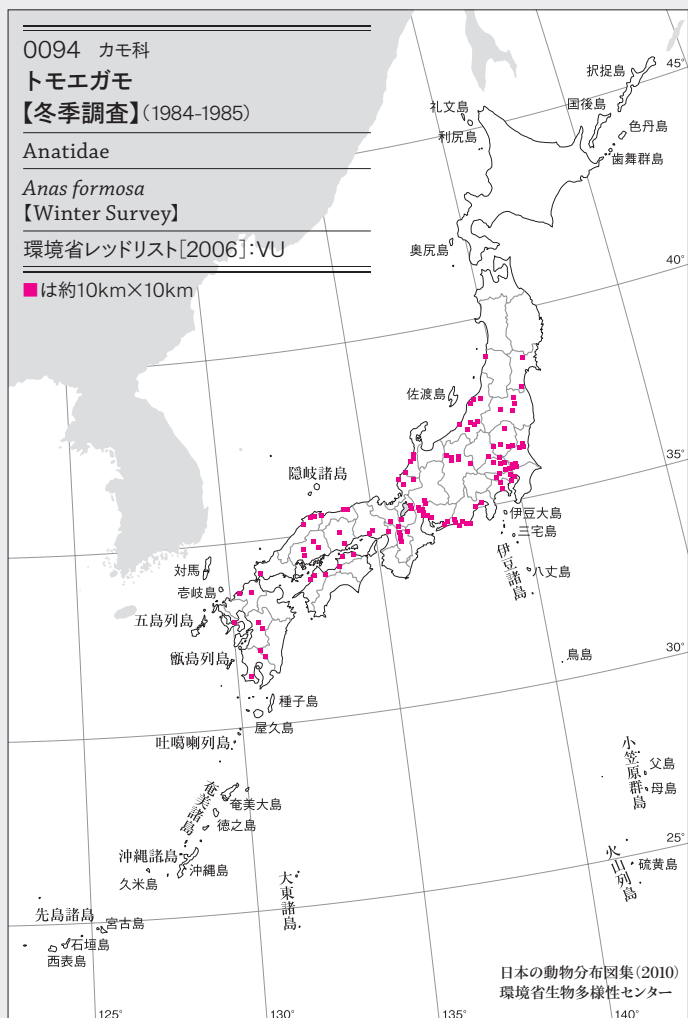 0094 カモ科
トモエガモ
【冬季調査】(1984-1985)
Anatidae
Anas formosa
【Winter Survey】
環境省レッドリスト[2006]:VU
■は約10km×10km
択捉島
45°
礼文島
国後島
利尻島
色丹島
歯舞群島
奥尻島
40°
佐渡島
35°
隠岐諸島
伊豆大島
三宅島
伊豆諸島
八丈島
対馬
壱岐島
五島列島
甑島列島
30°
鳥島
種子島
屋久島
吐噶喇列島
小笠原群島
父島
母島
奄美諸島
奄美大島
徳之島
25°
沖縄諸島
沖縄島
久米島
火山列島
硫黄島
大東諸島
先島諸島
宮古島
石垣島
西表島
日本の動物分布図集(2010)
環境省生物多様性センター
125°
130°
135°
140°